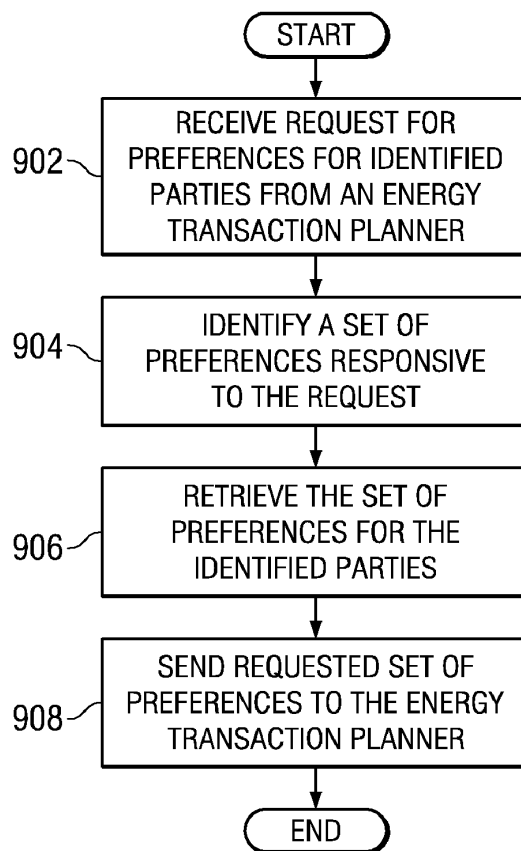 START
902
RECEIVE REQUEST FOR
PREFERENCES FOR IDENTIFIED
PARTIES FROM AN ENERGY
TRANSACTION PLANNER
904
IDENTIFY A SET OF
PREFERENCES RESPONSIVE
TO THE REQUEST
906
RETRIEVE THE SET OF
PREFERENCES FOR THE
IDENTIFIED PARTIES
908
SEND REQUESTED SET OF
PREFERENCES TO THE ENERGY
TRANSACTION PLANNER
END